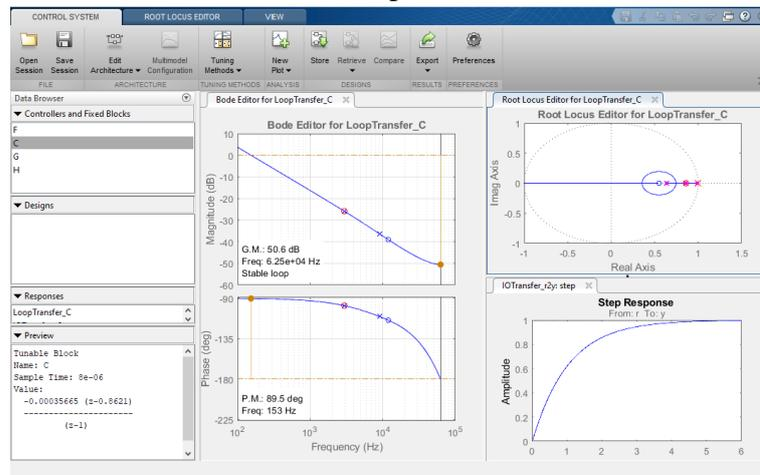 CONTROL SYSTEM ROOT LOCUS EDITOR VIEW
Open Session
Save Session
Edit Architecture
Multimodel Configuration
Tuning Methods
New Plot
Store
Retrieve
Compare
Export
Preferences
FILE ARCHITECTURE TUNING METHODS ANALYSIS DESIGNS RESULTS PREFERENCES
Data Browser
Controllers and Fixed Blocks
F
C
G
H
Designs
Responses
LoopTransfer_C
Preview
Tunable Block
Name: C
Sample Time: 8e-06
Value:
-0.00035665 (z-0.8621)
----------------------
(z-1)
Bode Editor for LoopTransfer_C
Bode Editor for LoopTransfer_C
Magnitude (dB)
10
0
-10
-20
-30
-40
-50
-60
G.M.: 50.6 dB
Freq: 6.25e+04 Hz
Stable loop
Phase (deg)
-90
-135
-180
-225
P.M.: 89.5 deg
Freq: 153 Hz
10^2 10^3 10^4 10^5
Frequency (Hz)
Root Locus Editor for LoopTransfer_C
Root Locus Editor for LoopTransfer_C
Imag Axis
1
0.5
0
-0.5
-1
-1 -0.5 0 0.5 1 1.5
Real Axis
IOTransfer_r2y: step
Step Response
From: r To: y
Amplitude
1
0.8
0.6
0.4
0.2
0
0 1 2 3 4 5 6